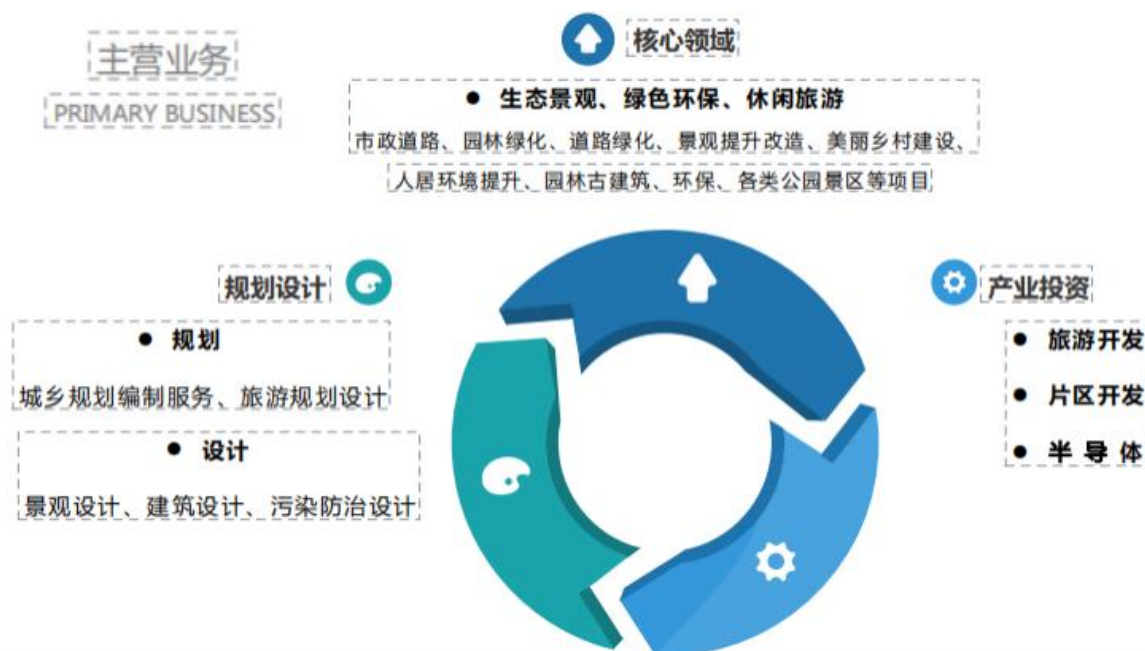 主营业务
PRIMARY BUSINESS
核心领域
● 生态景观、绿色环保、休闲旅游
市政道路、园林绿化、道路绿化、景观提升改造、美丽乡村建设、
人居环境提升、园林古建筑、环保、各类公园景区等项目
规划设计
● 规划
城乡规划编制服务、旅游规划设计
● 设计
景观设计、建筑设计、污染防治设计
产业投资
● 旅游开发
● 片区开发
● 半 导 体